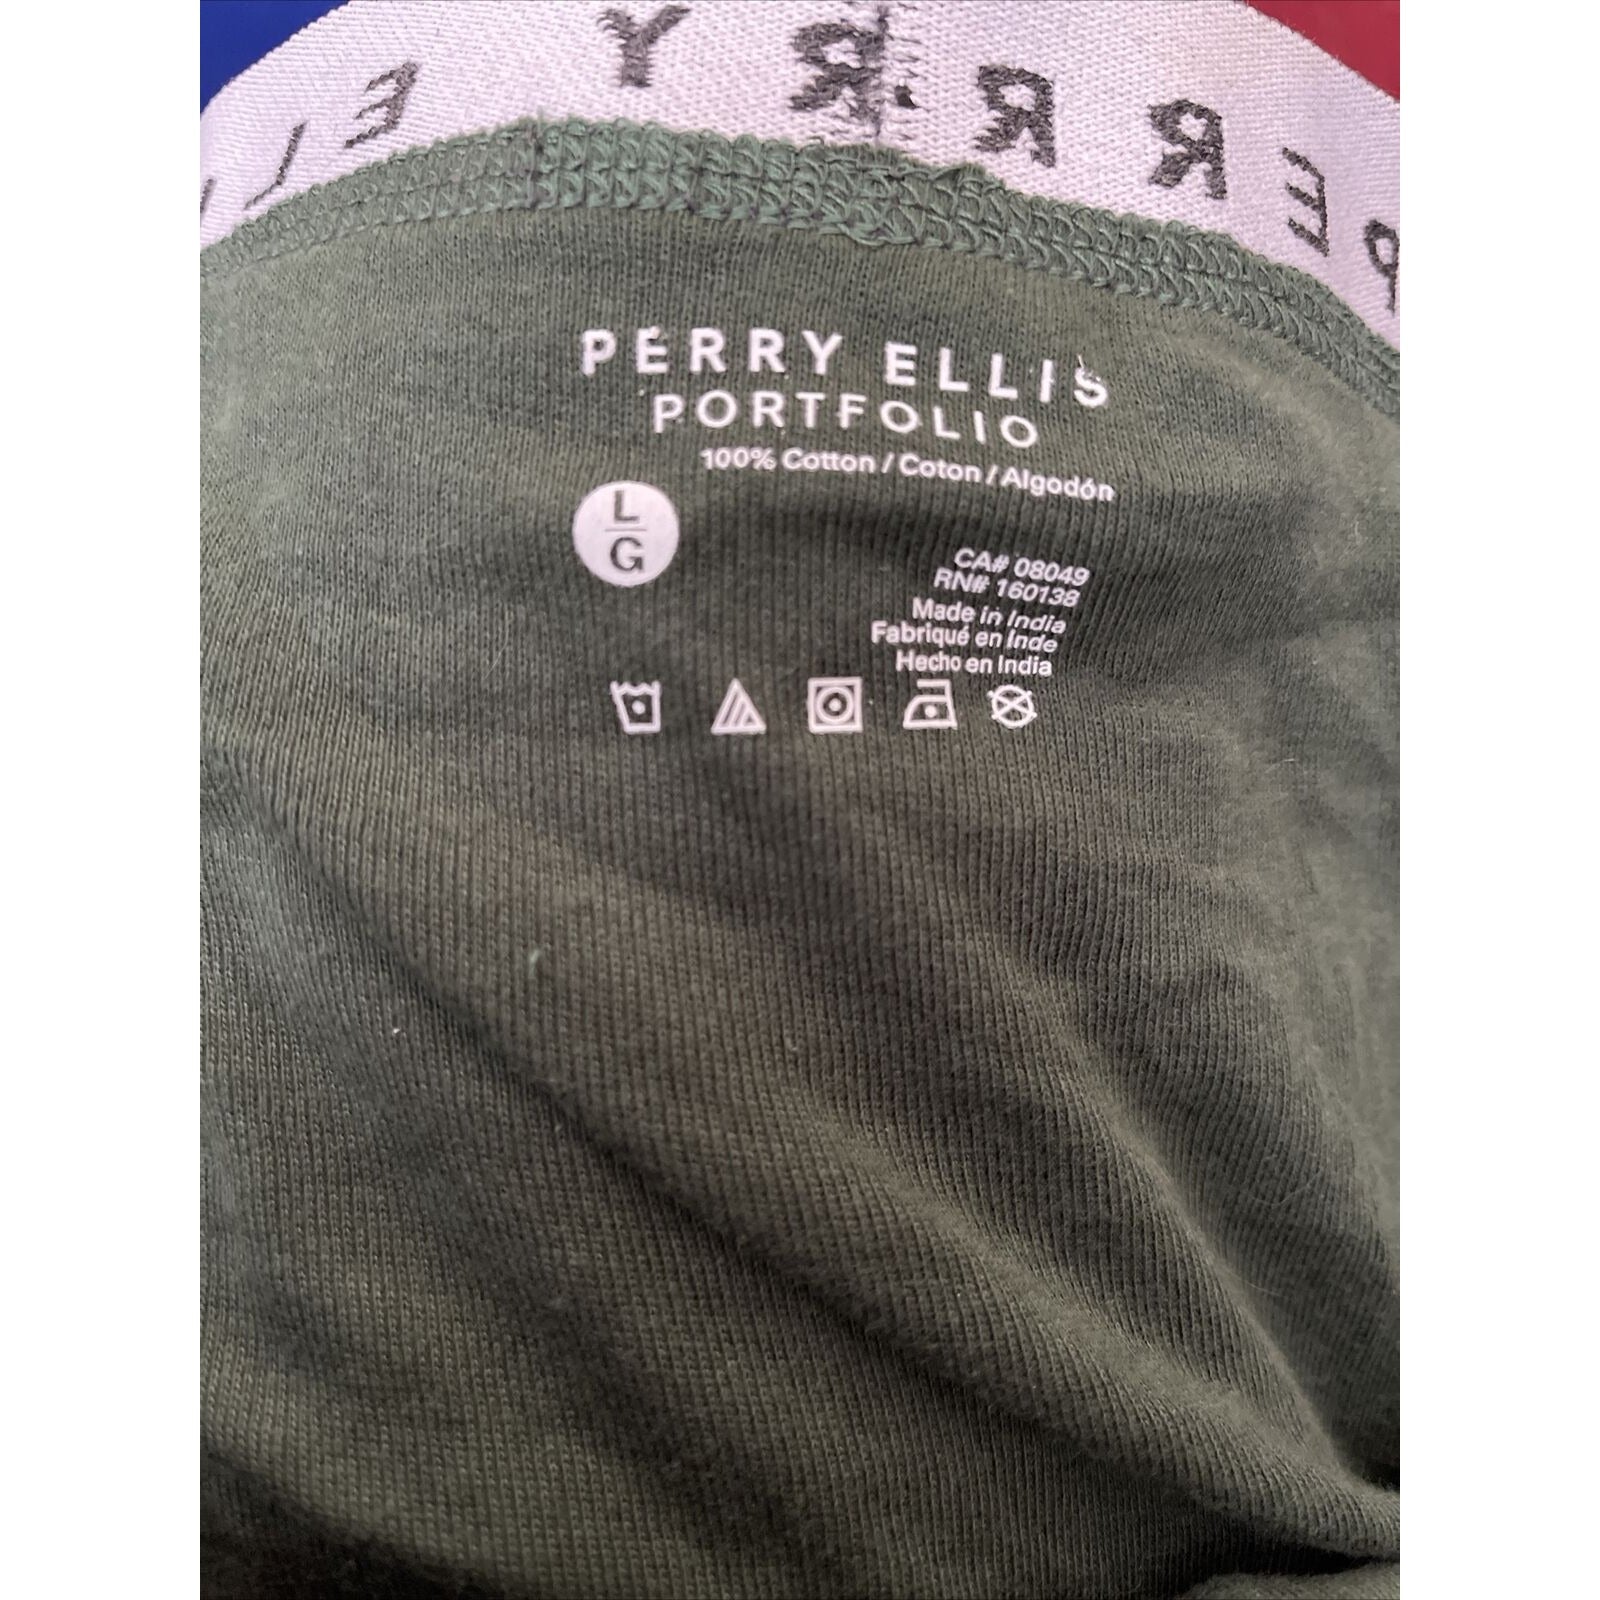 PERRY ELLIS
PORTFOLIO
100% Cotton / Coton / Algodón
L
G
CA# 08049
RN# 160138
Made in India
Fabriqué en Inde
Hecho en India
PERRY